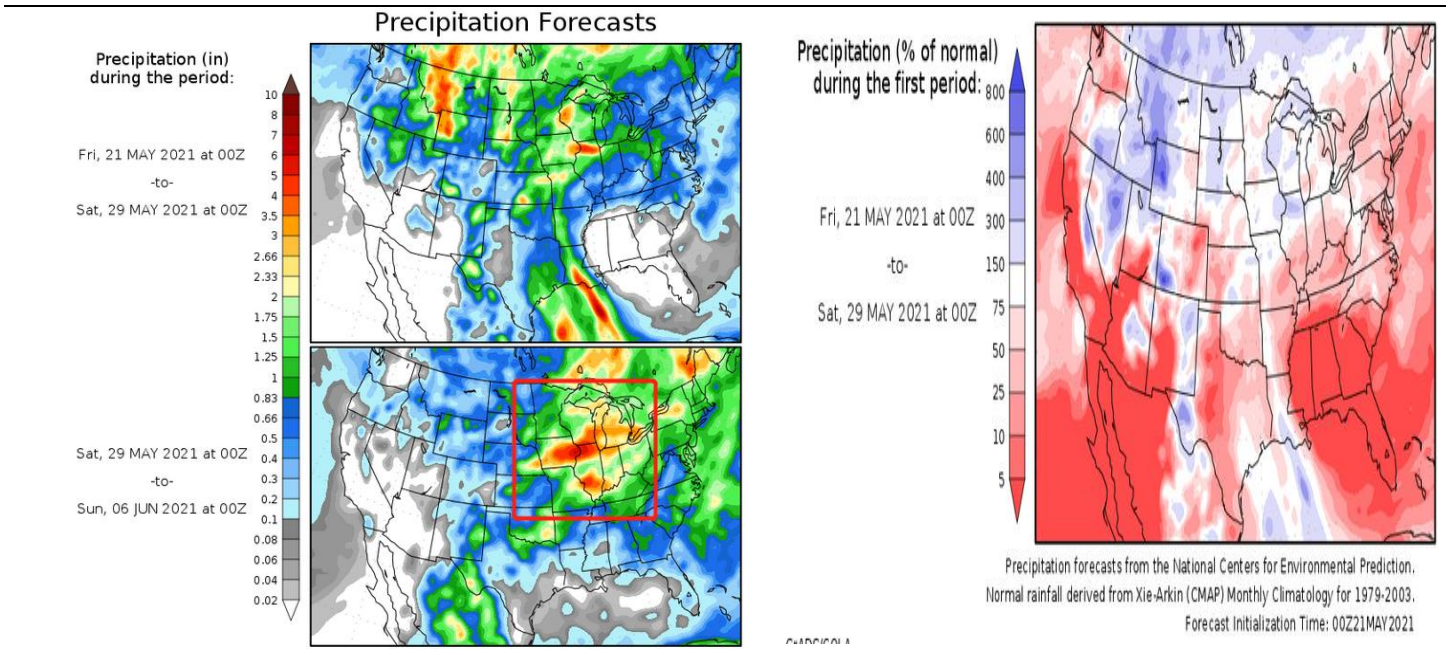 Precipitation Forecasts
Precipitation (in)
during the period:
10
8
7
6
5
4
3.5
3
2.66
2.33
2
1.75
1.5
1.25
1
0.83
0.66
0.5
0.4
0.3
0.2
0.1
0.08
0.06
0.04
0.02
Fri, 21 MAY 2021 at 00Z
-to-
Sat, 29 MAY 2021 at 00Z
Sat, 29 MAY 2021 at 00Z
-to-
Sun, 06 JUN 2021 at 00Z
Precipitation (% of normal)
during the first period:
800
600
400
300
150
75
50
25
10
5
Fri, 21 MAY 2021 at 00Z
-to-
Sat, 29 MAY 2021 at 00Z
Precipitation forecasts from the National Centers for Environmental Prediction.
Normal rainfall derived from Xie-Arkin (CMAP) Monthly Climatology for 1979-2003.
Forecast Initialization Time: 00Z21MAY2021